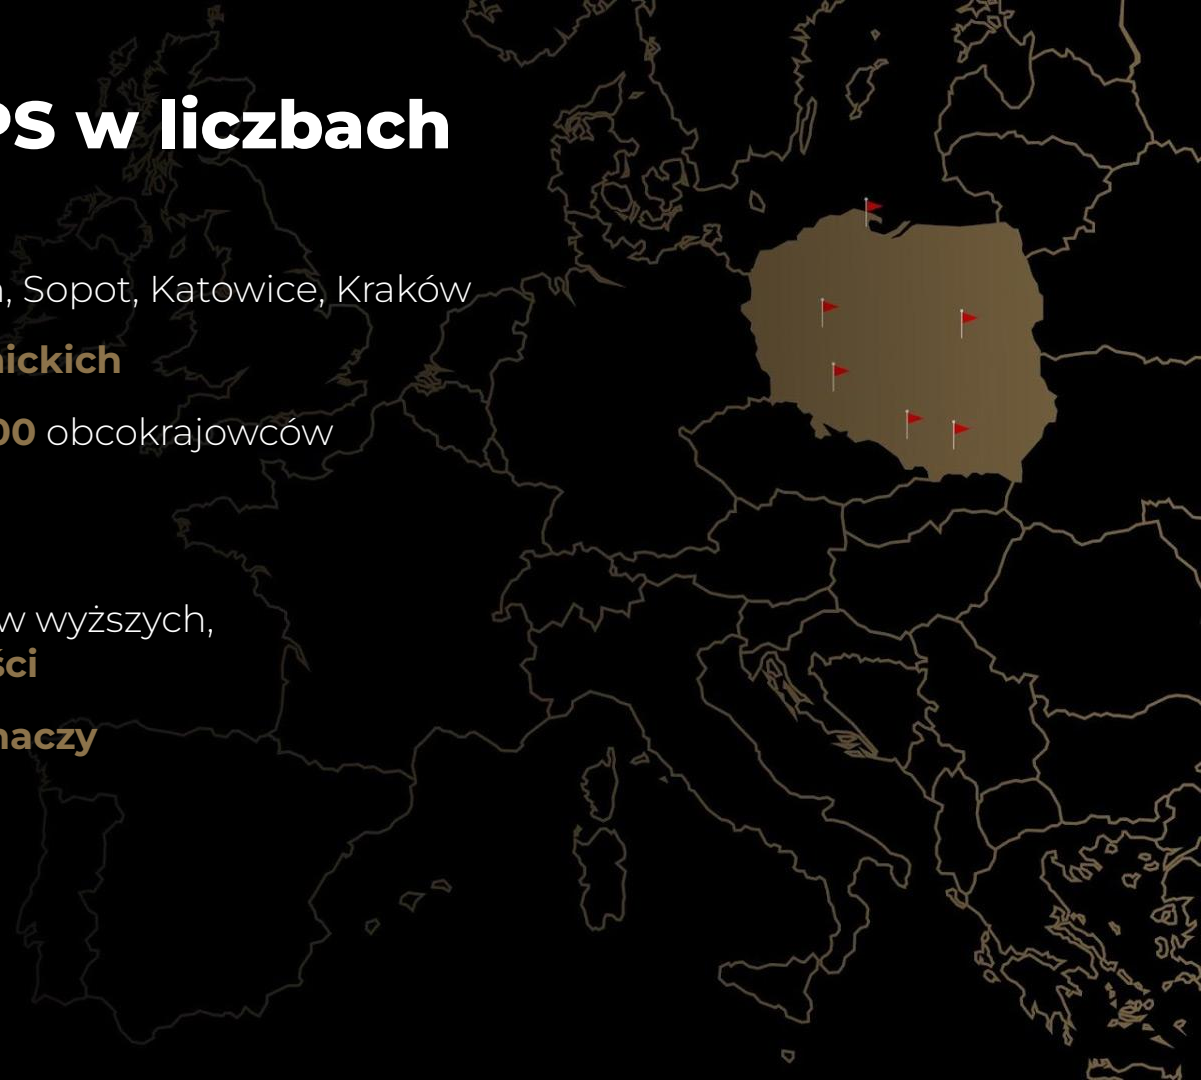 PS w liczbach
, Sopot, Katowice, Kraków
nickich
00 obcokrajowców
w wyższych,
ści
naczy